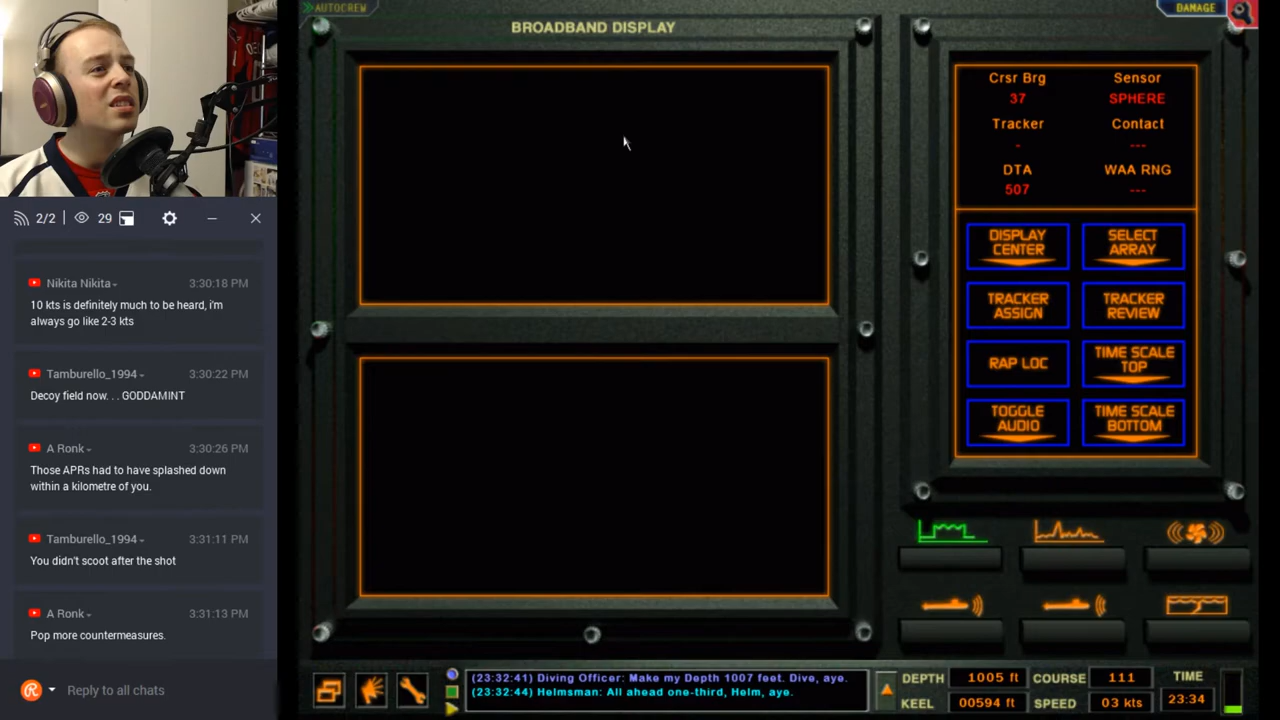 AUTOCREW
DAMAGE
BROADBAND DISPLAY
Crsr Brg
Sensor
37
SPHERE
Tracker
Contact
-
---
DTA
WAA RNG
507
---
DISPLAY CENTER
SELECT ARRAY
TRACKER ASSIGN
TRACKER REVIEW
RAP LOC
TIME SCALE TOP
TOGGLE AUDIO
TIME SCALE BOTTOM
2/2
29
Nikita Nikita
3:30:18 PM
10 kts is definitely much to be heard, i'm
always go like 2-3 kts
Tamburello_1994
3:30:22 PM
Decoy field now. . . GODDAMINT
A Ronk
3:30:26 PM
Those APRs had to have splashed down
within a kilometre of you.
Tamburello_1994
3:31:11 PM
You didn't scoot after the shot
A Ronk
3:31:13 PM
Pop more countermeasures.
R
Reply to all chats
(23:32:41) Diving Officer: Make my Depth 1007 feet. Dive, aye.
(23:32:44) Helmsman: All ahead one-third, Helm, aye.
DEPTH
1005 ft
COURSE
111
TIME
KEEL
00594 ft
SPEED
03 kts
23:34